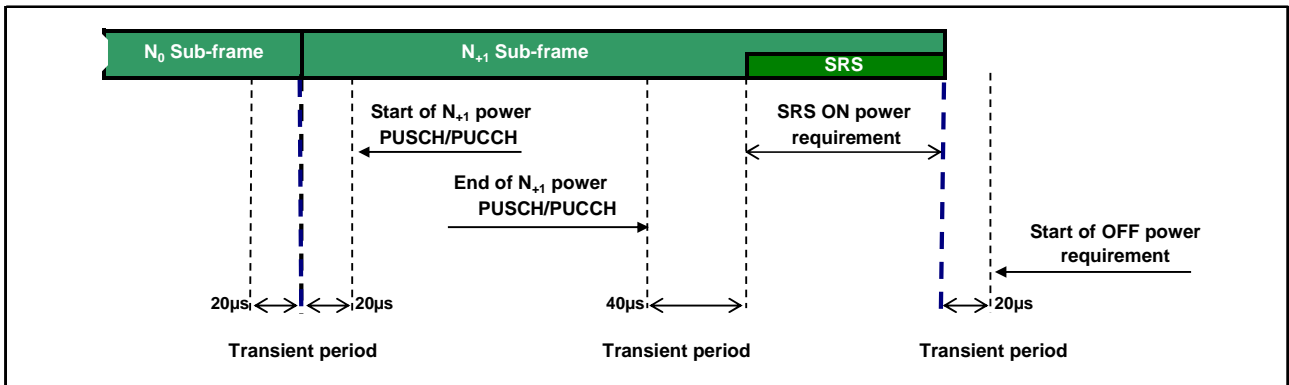 N₀ Sub-frame
N₊₁ Sub-frame
SRS
Start of N₊₁ power
PUSCH/PUCCH
SRS ON power
requirement
End of N₊₁ power
PUSCH/PUCCH
Start of OFF power
requirement
20µs
20µs
40µs
20µs
Transient period
Transient period
Transient period